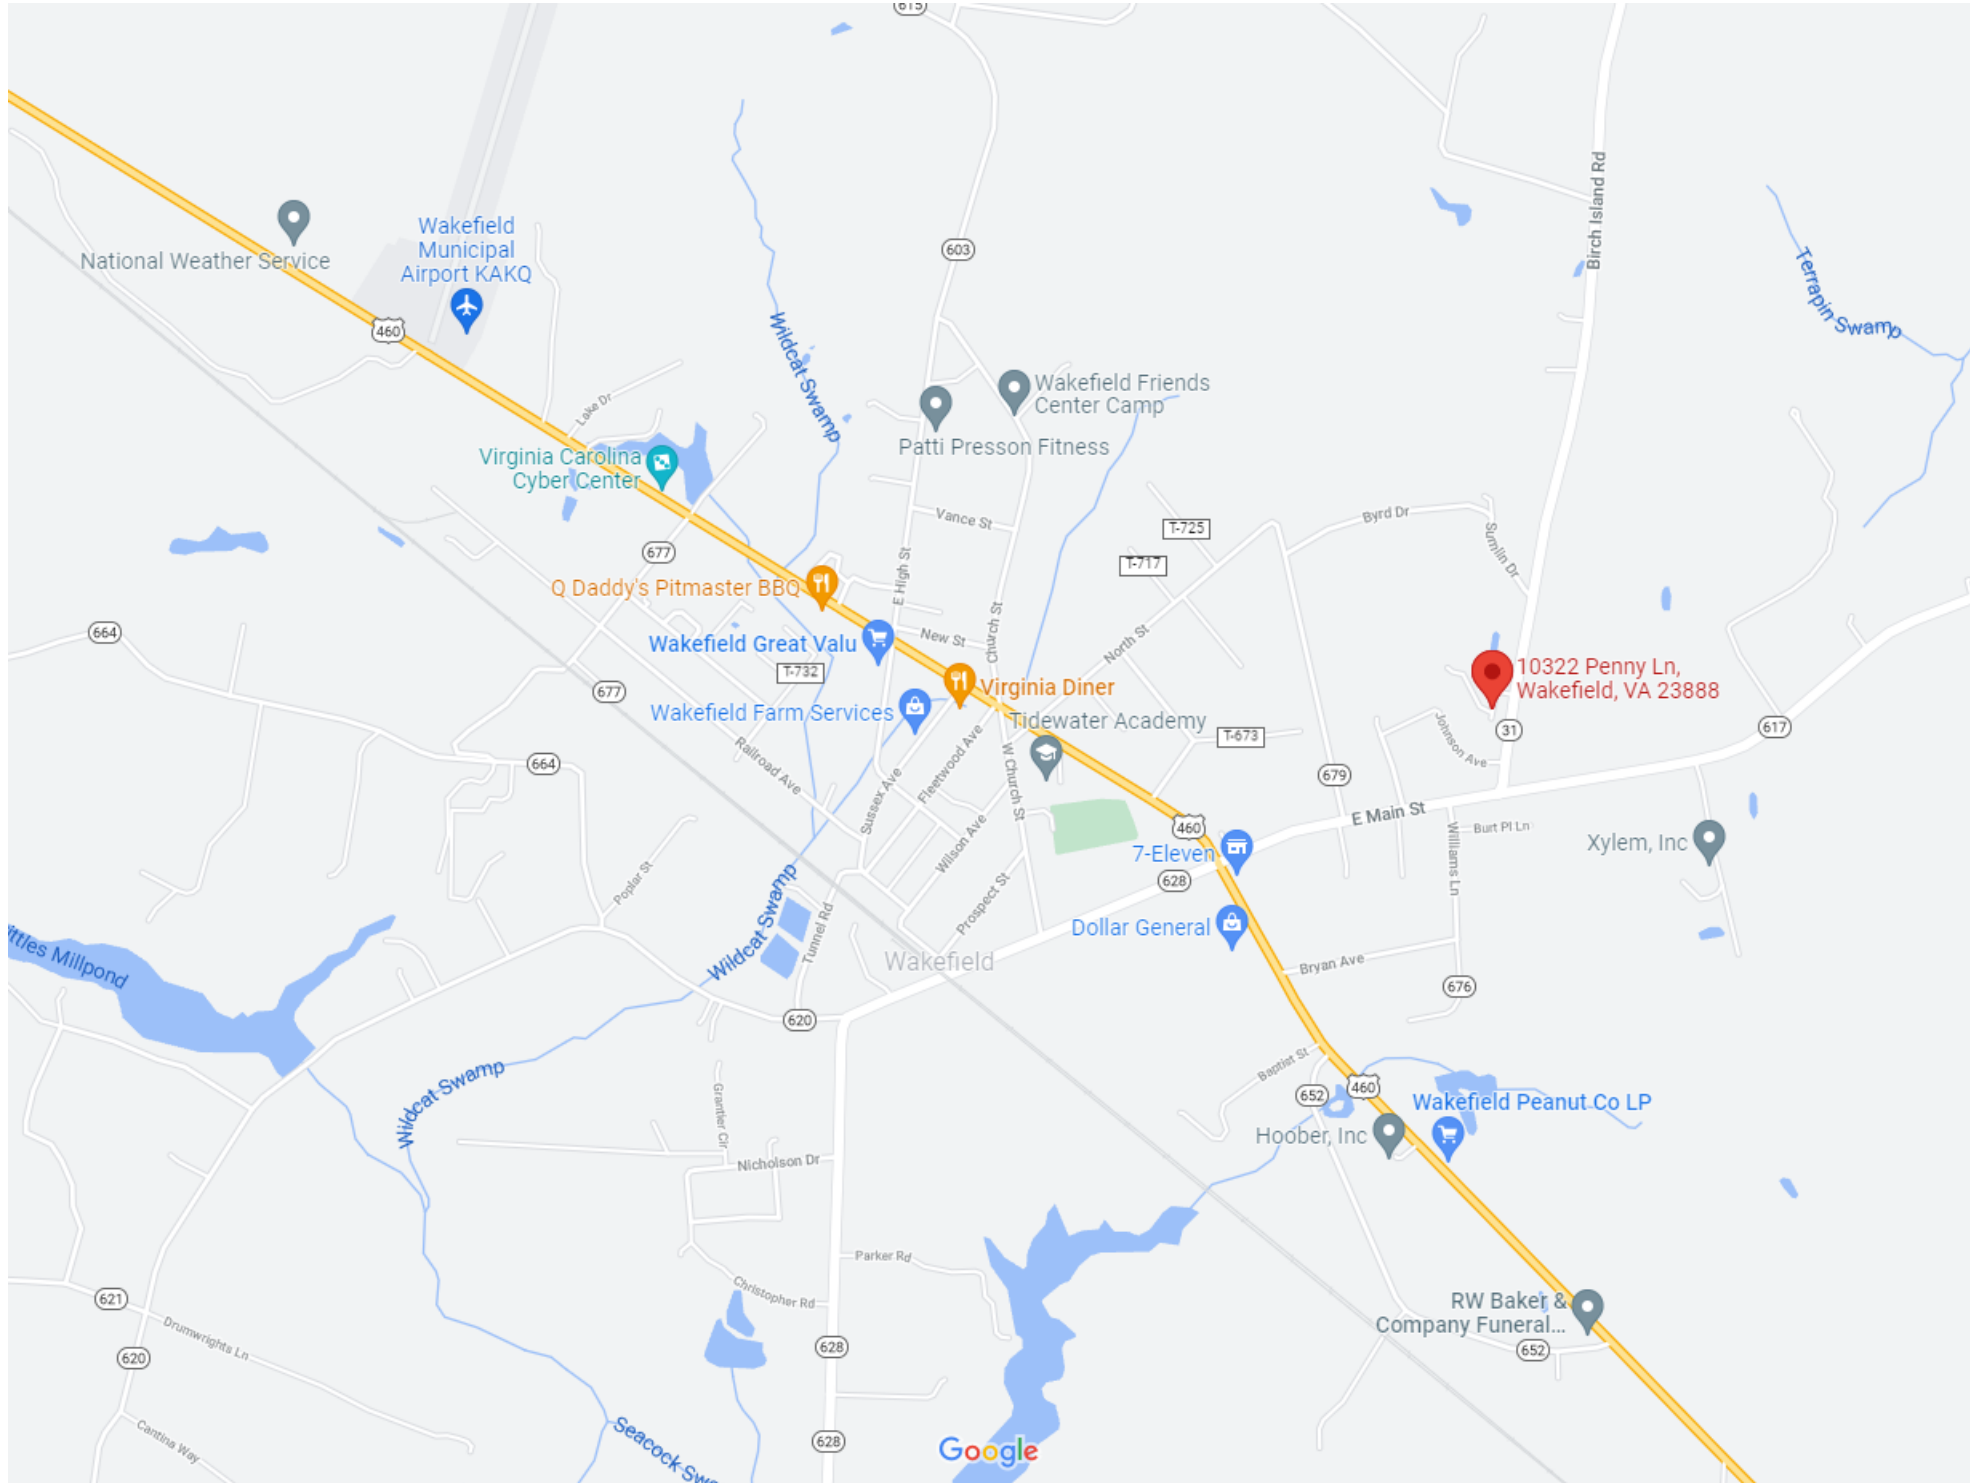 615
Birch Island Rd
National Weather Service
Wakefield
Municipal
Airport KAKQ
603
Terrapin Swamp
460
Wildcat Swamp
Wakefield Friends
Center Camp
Lake Dr
Patti Presson Fitness
Virginia Carolina
Cyber Center
Vance St
T-725
Byrd Dr
Sumlin Dr
677
T-717
E High St
Q Daddy's Pitmaster BBQ
664
New St
Church St
North St
Wakefield Great Valu
T-732
10322 Penny Ln,
Wakefield, VA 23888
677
Virginia Diner
Wakefield Farm Services
Tidewater Academy
T-673
Johnson Ave
31
617
664
Railroad Ave
Sussex Ave
Fleetwood Ave
W Church St
679
E Main St
460
Wilson Ave
7-Eleven
Burt Pl Ln
Williams Ln
Xylem, Inc
628
Poplar St
Prospect St
Dollar General
Wildcat Swamp
Tunnel Rd
Wakefield
Bryan Ave
ittles Millpond
676
620
Baptist St
Wildcat Swamp
652
460
Wakefield Peanut Co LP
Grantier Cir
Hoober, Inc
Nicholson Dr
Parker Rd
Christopher Rd
621
Drumwrights Ln
RW Baker &
Company Funeral...
620
628
652
Cantina Way
Seacock Swa
628
Google